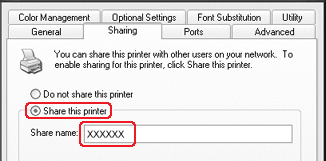 Color Management Optional Settings Font Substitution Utility
General Sharing Ports Advanced
You can share this printer with other users on your network. To
enable sharing for this printer, click Share this printer.
Do not share this printer
Share this printer
Share name: XXXXXX